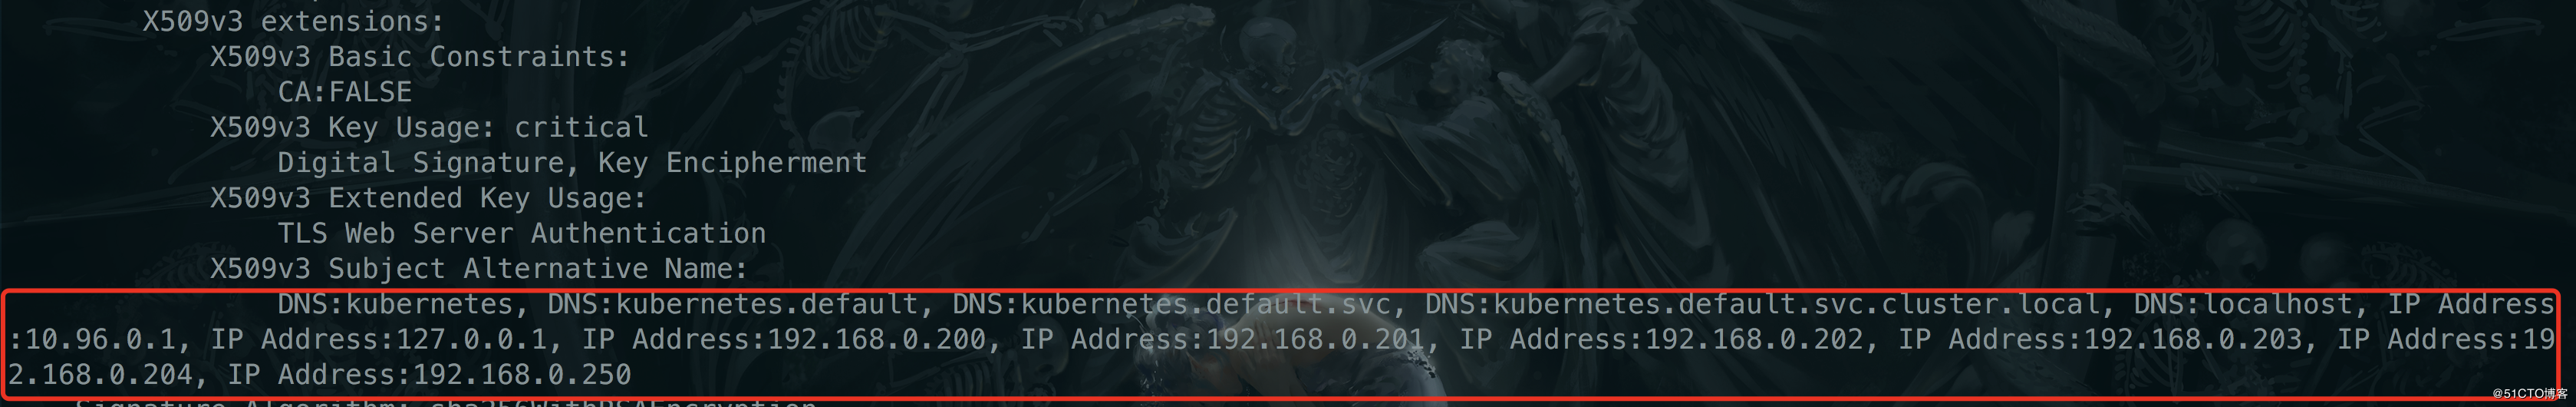 X509v3 extensions:
X509v3 Basic Constraints:
CA:FALSE
X509v3 Key Usage: critical
Digital Signature, Key Encipherment
X509v3 Extended Key Usage:
TLS Web Server Authentication
X509v3 Subject Alternative Name:
DNS:kubernetes, DNS:kubernetes.default, DNS:kubernetes.default.svc, DNS:kubernetes.default.svc.cluster.local, DNS:localhost, IP Address
:10.96.0.1, IP Address:127.0.0.1, IP Address:192.168.0.200, IP Address:192.168.0.201, IP Address:192.168.0.202, IP Address:192.168.0.203, IP Address:19
2.168.0.204, IP Address:192.168.0.250
Signature Algorithm: sha256WithRSAEncryption
@51CTO博客